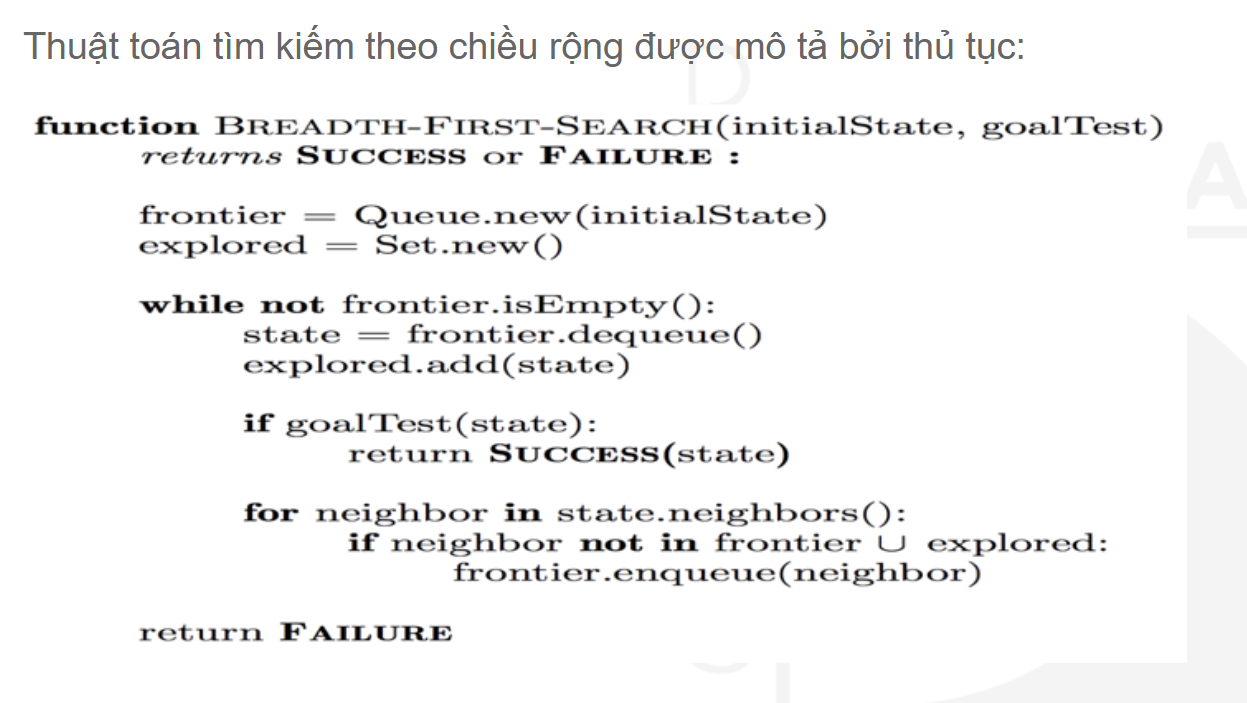 Thuật toán tìm kiếm theo chiều rộng được mô tả bởi thủ tục:
function BREADTH-FIRST-SEARCH(initialState, goalTest)
returns SUCCESS or FAILURE :
frontier = Queue.new(initialState)
explored = Set.new()
while not frontier.isEmpty():
state = frontier.dequeue()
explored.add(state)
if goalTest(state):
return SUCCESS(state)
for neighbor in state.neighbors():
if neighbor not in frontier ∪ explored:
frontier.enqueue(neighbor)
return FAILURE